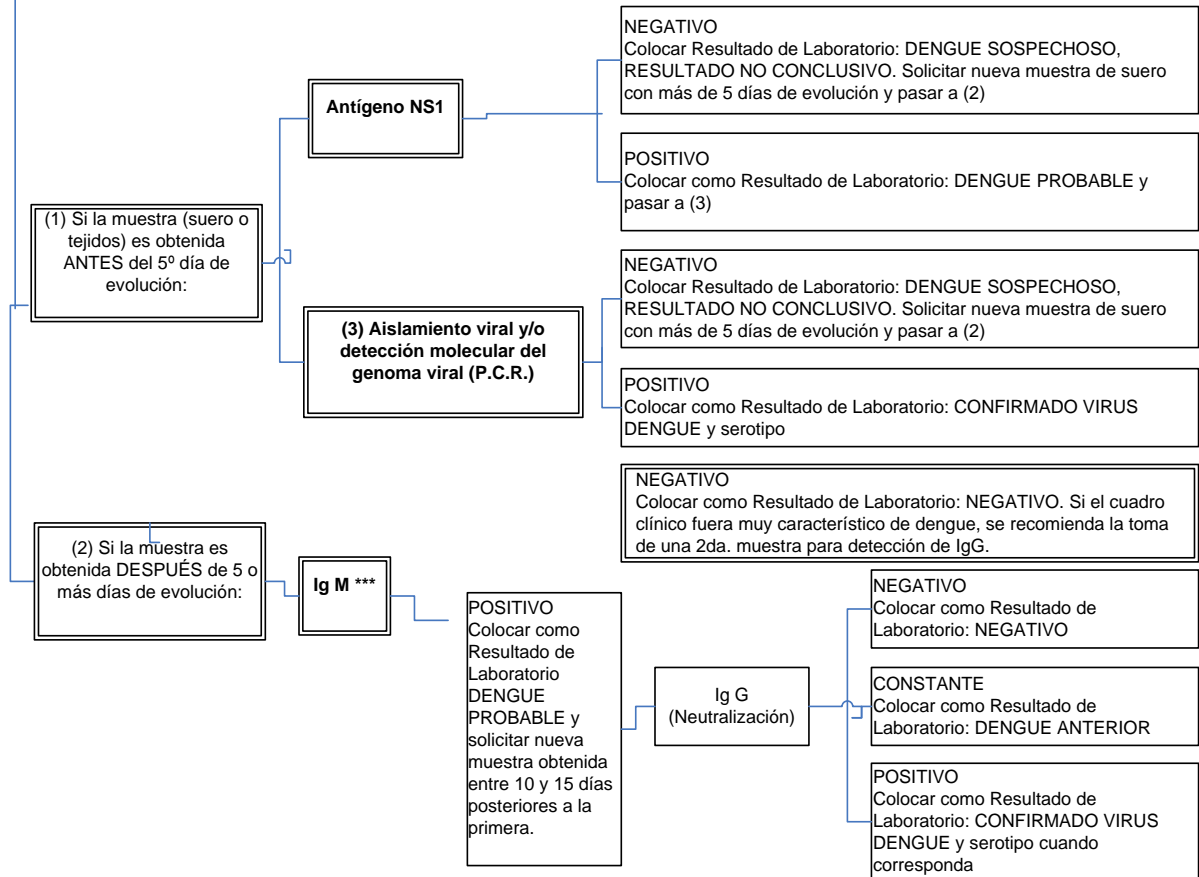 NEGATIVO
Colocar Resultado de Laboratorio: DENGUE SOSPECHOSO,
RESULTADO NO CONCLUSIVO. Solicitar nueva muestra de suero
con más de 5 días de evolución y pasar a (2)
Antígeno NS1
POSITIVO
Colocar como Resultado de Laboratorio: DENGUE PROBABLE y
pasar a (3)
(1) Si la muestra (suero o
tejidos) es obtenida
ANTES del 5º día de
evolución:
NEGATIVO
Colocar Resultado de Laboratorio: DENGUE SOSPECHOSO,
RESULTADO NO CONCLUSIVO. Solicitar nueva muestra de suero
con más de 5 días de evolución y pasar a (2)
(3) Aislamiento viral y/o
detección molecular del
genoma viral (P.C.R.)
POSITIVO
Colocar como Resultado de Laboratorio: CONFIRMADO VIRUS
DENGUE y serotipo
NEGATIVO
Colocar como Resultado de Laboratorio: NEGATIVO. Si el cuadro
clínico fuera muy característico de dengue, se recomienda la toma
de una 2da. muestra para detección de IgG.
(2) Si la muestra es
obtenida DESPUÉS de 5 o
más días de evolución:
Ig M ***
POSITIVO
Colocar como
Resultado de
Laboratorio
DENGUE
PROBABLE y
solicitar nueva
muestra obtenida
entre 10 y 15 días
posteriores a la
primera.
Ig G
(Neutralización)
NEGATIVO
Colocar como Resultado de
Laboratorio: NEGATIVO
CONSTANTE
Colocar como Resultado de
Laboratorio: DENGUE ANTERIOR
POSITIVO
Colocar como Resultado de
Laboratorio: CONFIRMADO VIRUS
DENGUE y serotipo cuando
corresponda